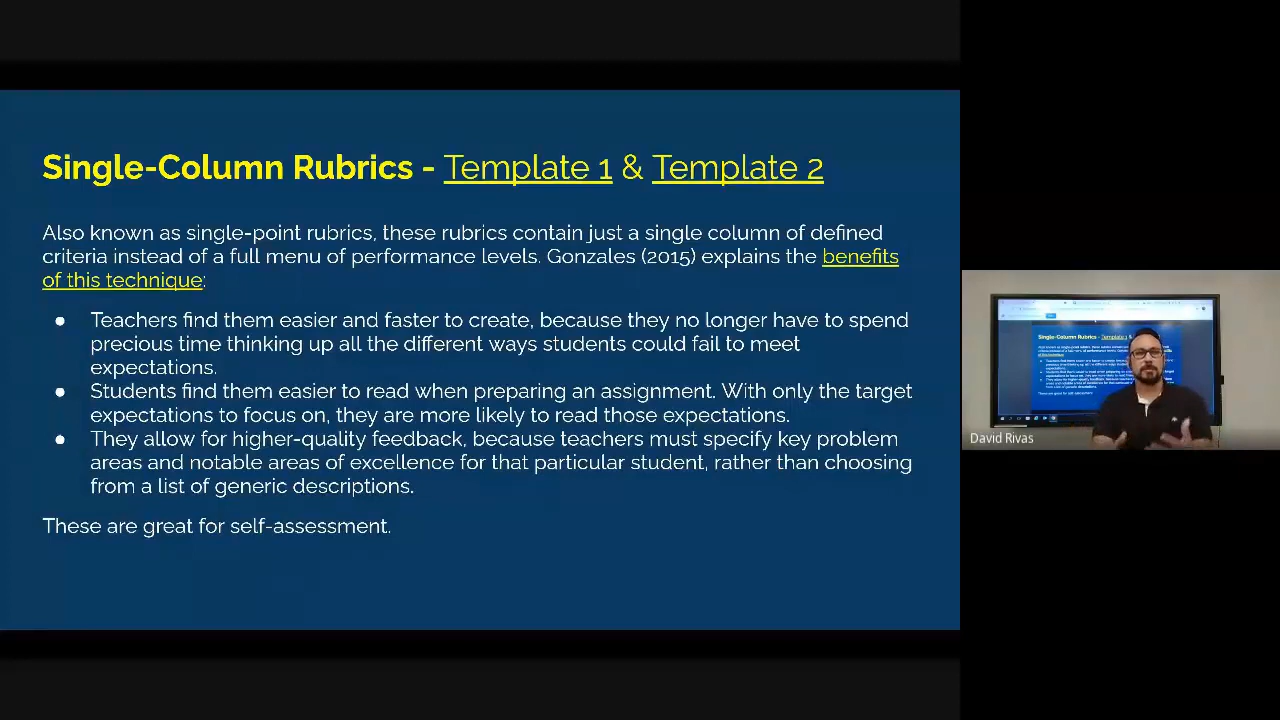 Single-Column Rubrics - Template 1 & Template 2
Also known as single-point rubrics, these rubrics contain just a single column of defined
criteria instead of a full menu of performance levels. Gonzales (2015) explains the benefits
of this technique:
● Teachers find them easier and faster to create, because they no longer have to spend
precious time thinking up all the different ways students could fail to meet
expectations.
● Students find them easier to read when preparing an assignment. With only the target
expectations to focus on, they are more likely to read those expectations.
● They allow for higher-quality feedback, because teachers must specify key problem
areas and notable areas of excellence for that particular student, rather than choosing
from a list of generic descriptions.
These are great for self-assessment.
Single-Column Rubrics - Template 1
David Rivas